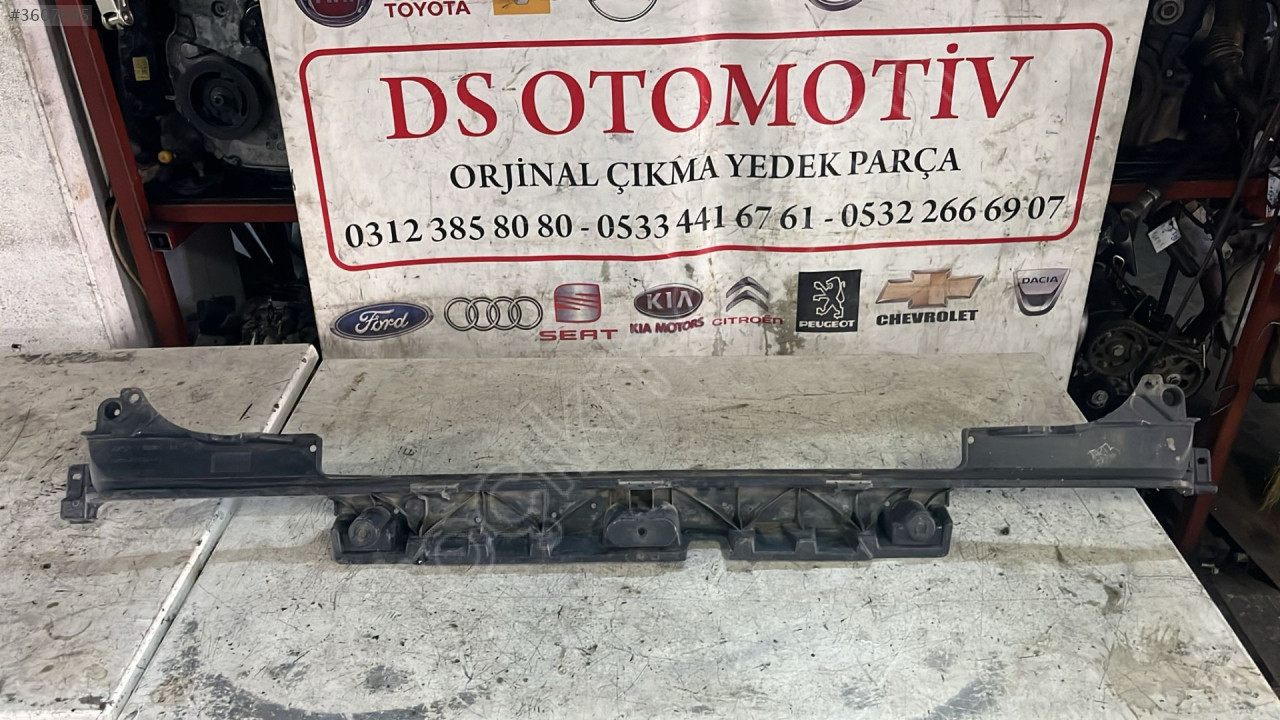 TOYOTA
DS OTOMOTİV
ORJİNAL ÇIKMA YEDEK PARÇA
0312 385 80 80 - 0533 441 67 61 - 0532 266 69 07
Ford
SEAT
KIA
KIA MOTORS
CITROËN
PEUGEOT
CHEVROLET
DACIA